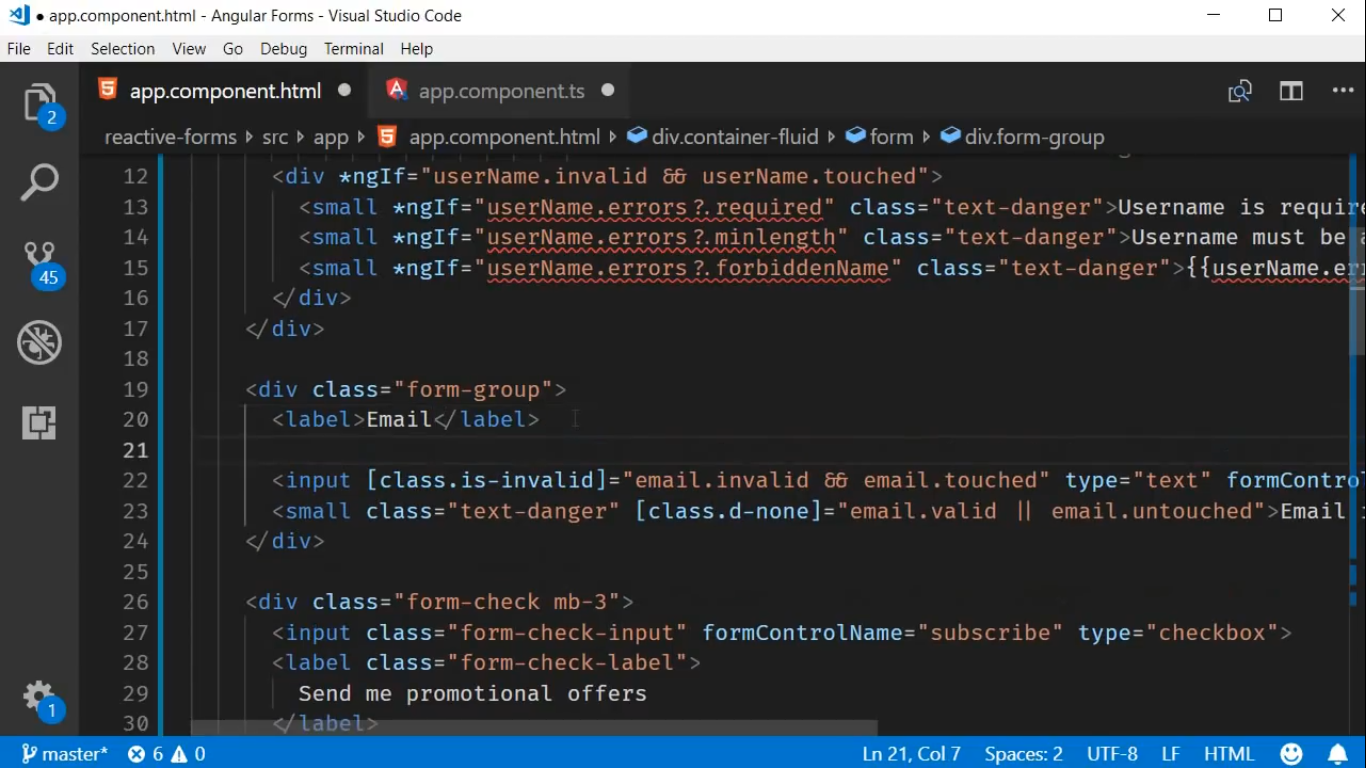 app.component.html - Angular Forms - Visual Studio Code
File Edit Selection View Go Debug Terminal Help
app.component.html app.component.ts
reactive-forms src app app.component.html div.container-fluid form div.form-group
12 <div *ngIf="userName.invalid && userName.touched">
13 <small *ngIf="userName.errors?.required" class="text-danger">Username is require
14 <small *ngIf="userName.errors?.minlength" class="text-danger">Username must be a
15 <small *ngIf="userName.errors?.forbiddenName" class="text-danger">{{userName.err
16 </div>
17 </div>
18
19 <div class="form-group">
20 <label>Email</label>
21
22 <input [class.is-invalid]="email.invalid && email.touched" type="text" formContro
23 <small class="text-danger" [class.d-none]="email.valid || email.untouched">Email
24 </div>
25
26 <div class="form-check mb-3">
27 <input class="form-check-input" formControlName="subscribe" type="checkbox">
28 <label class="form-check-label">
29 Send me promotional offers
30 </label>
2
45
1
master* 6 0 Ln 21, Col 7 Spaces: 2 UTF-8 LF HTML